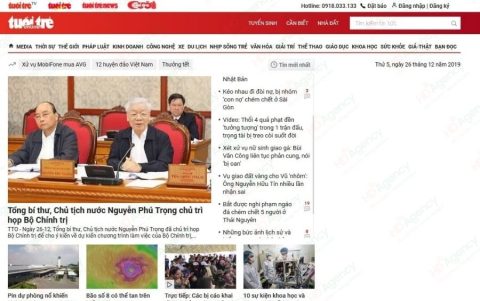 tuổi trẻ TV
tuổi trẻ
tuổi trẻ news
TTC
Hotline: 0918.033.133
Đặt báo
Đăng nhập | Đăng ký
tuổi trẻ
TUYỂN SINH
CẦN BIẾT
NHÀ ĐẤT
Tìm kiếm tin tức...
MEDIA THỜI SỰ THẾ GIỚI PHÁP LUẬT KINH DOANH CÔNG NGHỆ XE DU LỊCH NHỊP SỐNG TRẺ VĂN HÓA GIẢI TRÍ THỂ THAO GIÁO DỤC KHOA HỌC SỨC KHỎE GIẢ-THẬT BẠN ĐỌC
Xử vụ MobiFone mua AVG
12 huyện đảo Việt Nam
Thưởng tết
Tin mới nhất
Thứ 5, ngày 26 tháng 12 năm 2019
Tổng bí thư, Chủ tịch nước Nguyễn Phú Trọng chủ trì
họp Bộ Chính trị
TTO - Ngày 26-12, Tổng bí thư, Chủ tịch nước Nguyễn Phú Trọng đã chủ trì họp Bộ
Chính trị để cho ý kiến về dự kiến chương trình làm việc của Bộ Chính trị,
Nhật Bản
Kéo nhau đi đòi nợ, bị nhóm
'con nợ' chém chết ở Sài
Gòn
3
Video: Thổi 4 quả phạt đền
'tưởng tượng' trong 1 trận đấu,
trọng tài bị treo còi suốt đời
Xét xử vụ nữ sinh giao gà: Bùi
Văn Công liên tục phản cung, nói
'bị oan'
Vụ giao đất vàng cho Vũ 'nhôm':
Ông Nguyễn Hữu Tín nhiều lần
nhận sai
Bắt được nghi phạm ngáo
đá chém chết 5 người ở
Thái Nguyên
19
Những bức ảnh lịch sử và
8
Pin dự phòng nổ khiến
Bão số 8 có thể tan trên
Trực tiếp: Các bị cáo khai
10 sự kiện khoa học và